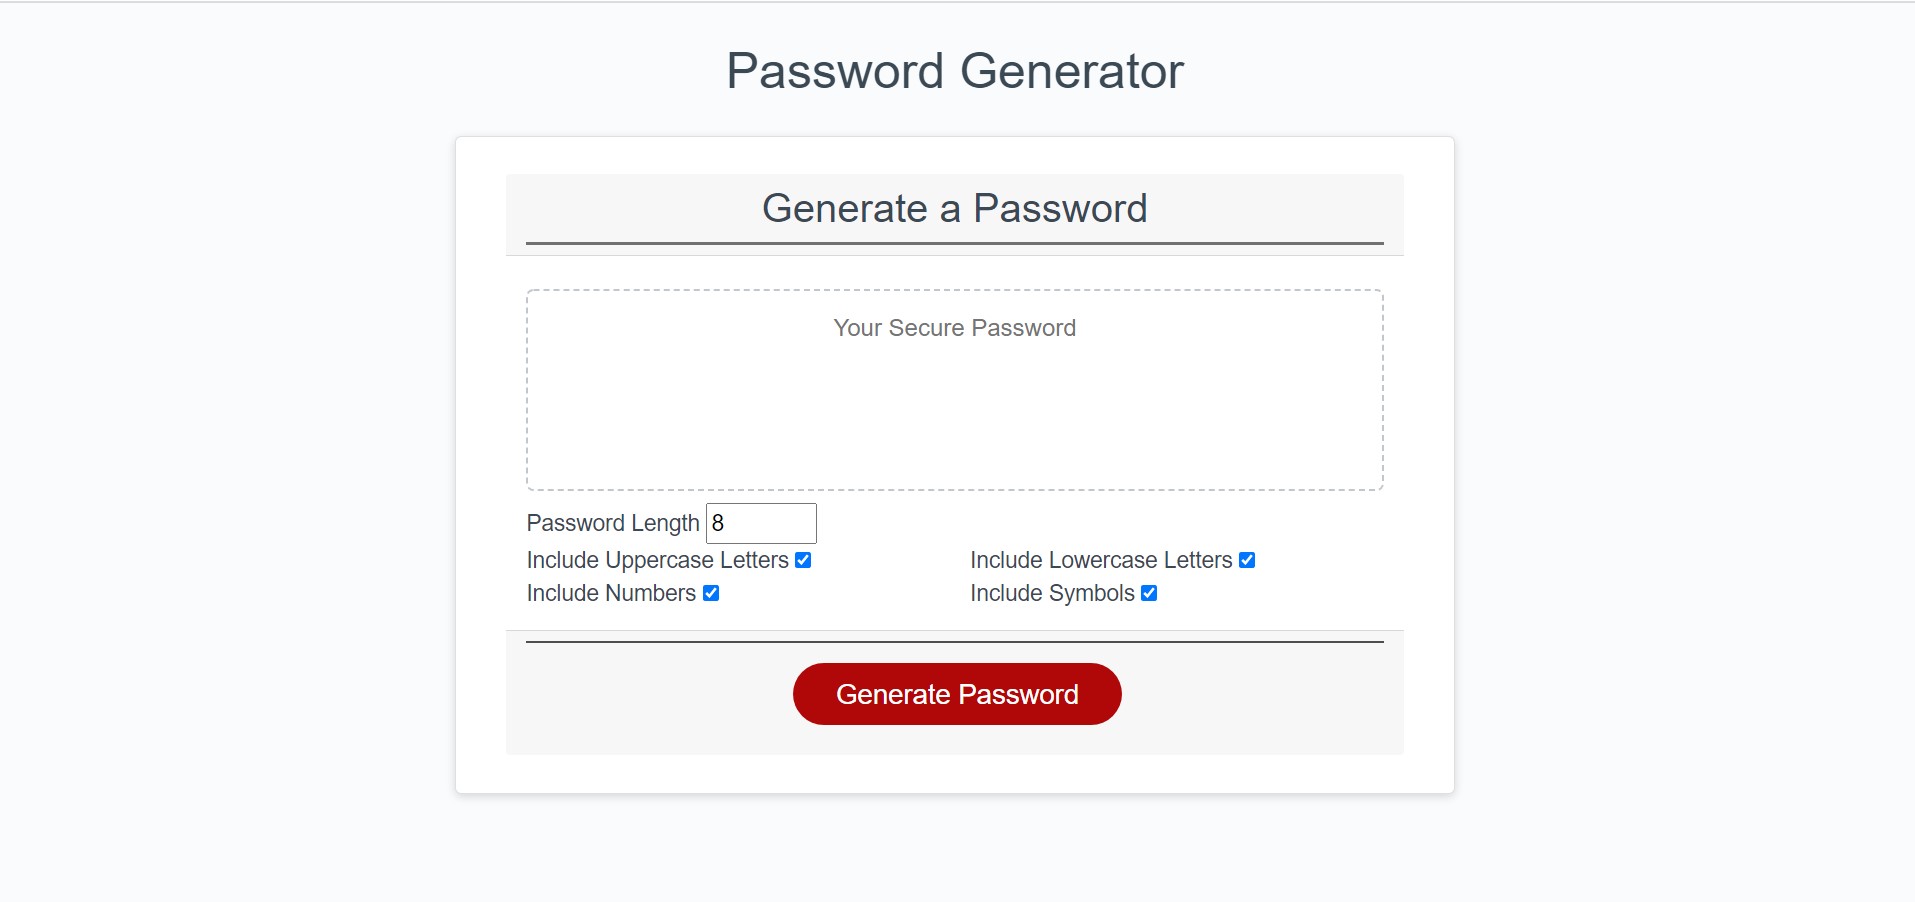 Password Generator
Generate a Password
Your Secure Password
Password Length 8
Include Uppercase Letters Include Lowercase Letters
Include Numbers Include Symbols
Generate Password